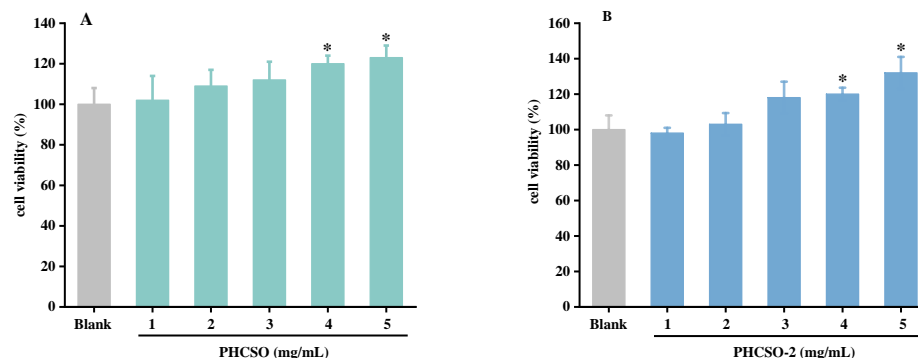 A
140
120
100
80
60
40
20
0
cell viability (%)
* *
Blank 1 2 3 4 5
PHCSO (mg/mL)
B
160
140
120
100
80
60
40
20
0
cell viability (%)
* *
Blank 1 2 3 4 5
PHCSO-2 (mg/mL)